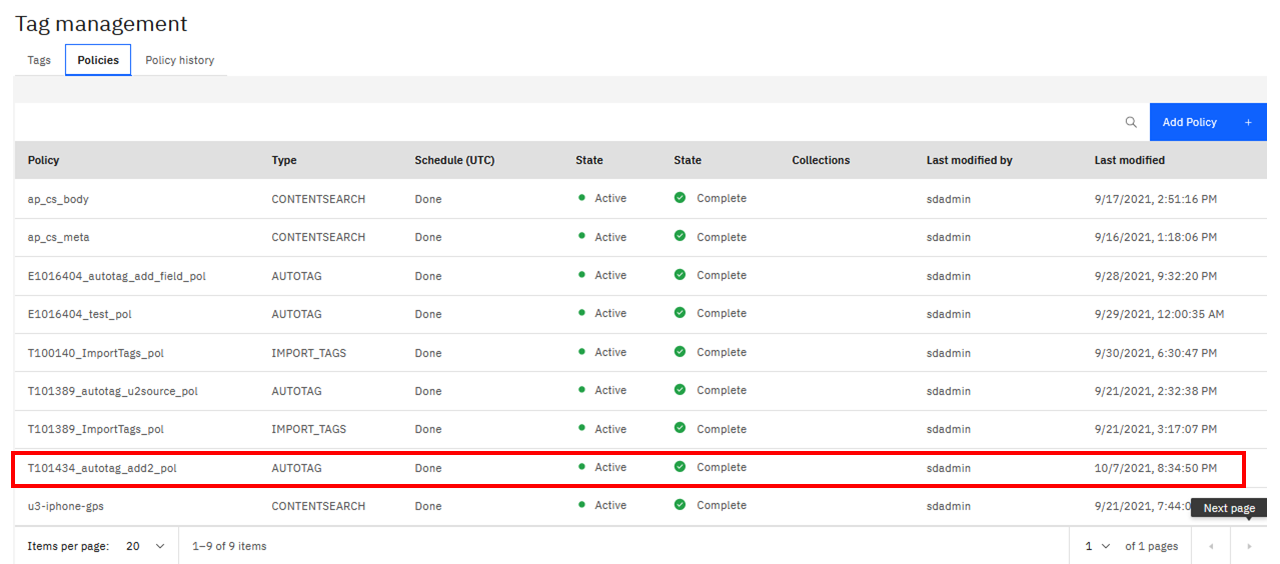 Tag management
Tags Policies Policy history
Add Policy +
Policy Type Schedule (UTC) State State Collections Last modified by Last modified
ap_cs_body CONTENTSEARCH Done Active Complete sdadmin 9/17/2021, 2:51:16 PM
ap_cs_meta CONTENTSEARCH Done Active Complete sdadmin 9/16/2021, 1:18:06 PM
E1016404_autotag_add_field_pol AUTOTAG Done Active Complete sdadmin 9/28/2021, 9:32:20 PM
E1016404_test_pol AUTOTAG Done Active Complete sdadmin 9/29/2021, 12:00:35 AM
T100140_ImportTags_pol IMPORT_TAGS Done Active Complete sdadmin 9/30/2021, 6:30:47 PM
T101389_autotag_u2source_pol AUTOTAG Done Active Complete sdadmin 9/21/2021, 2:32:38 PM
T101389_ImportTags_pol IMPORT_TAGS Done Active Complete sdadmin 9/21/2021, 3:17:07 PM
T101434_autotag_add2_pol AUTOTAG Done Active Complete sdadmin 10/7/2021, 8:34:50 PM
u3-iphone-gps CONTENTSEARCH Done Active Complete sdadmin 9/21/2021,
Next page
Items per page: 20 1–9 of 9 items 1 of 1 pages